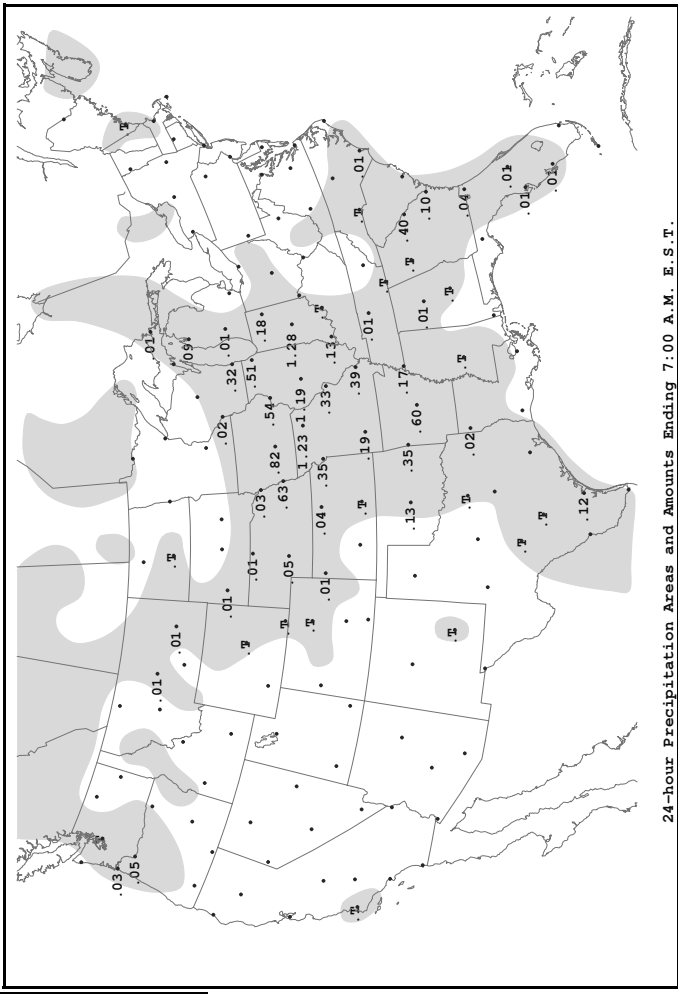 .03
.05
T
.01
.01
T
.01
.09
.02
.01
.01
.32
T
.51
.01
.03
.18
.54
.82
.63
T
.05
1.28
1.19
1.23
T
T
.04
.35
.33
.01
.13
T
.39
T
.01
T
.19
.01
T
.17
.40
.35
T
.13
.60
.01
.10
T
T
T
.04
T
.02
.01
T
.01
T
.01
.12
24-hour Precipitation Areas and Amounts Ending 7:00 A.M. E.S.T.